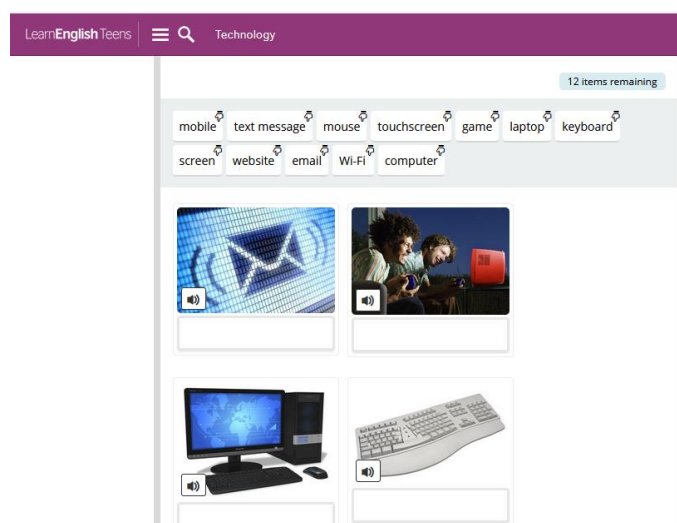 LearnEnglish Teens Technology
12 items remaining
mobile text message mouse touchscreen game laptop keyboard
screen website email Wi-Fi computer